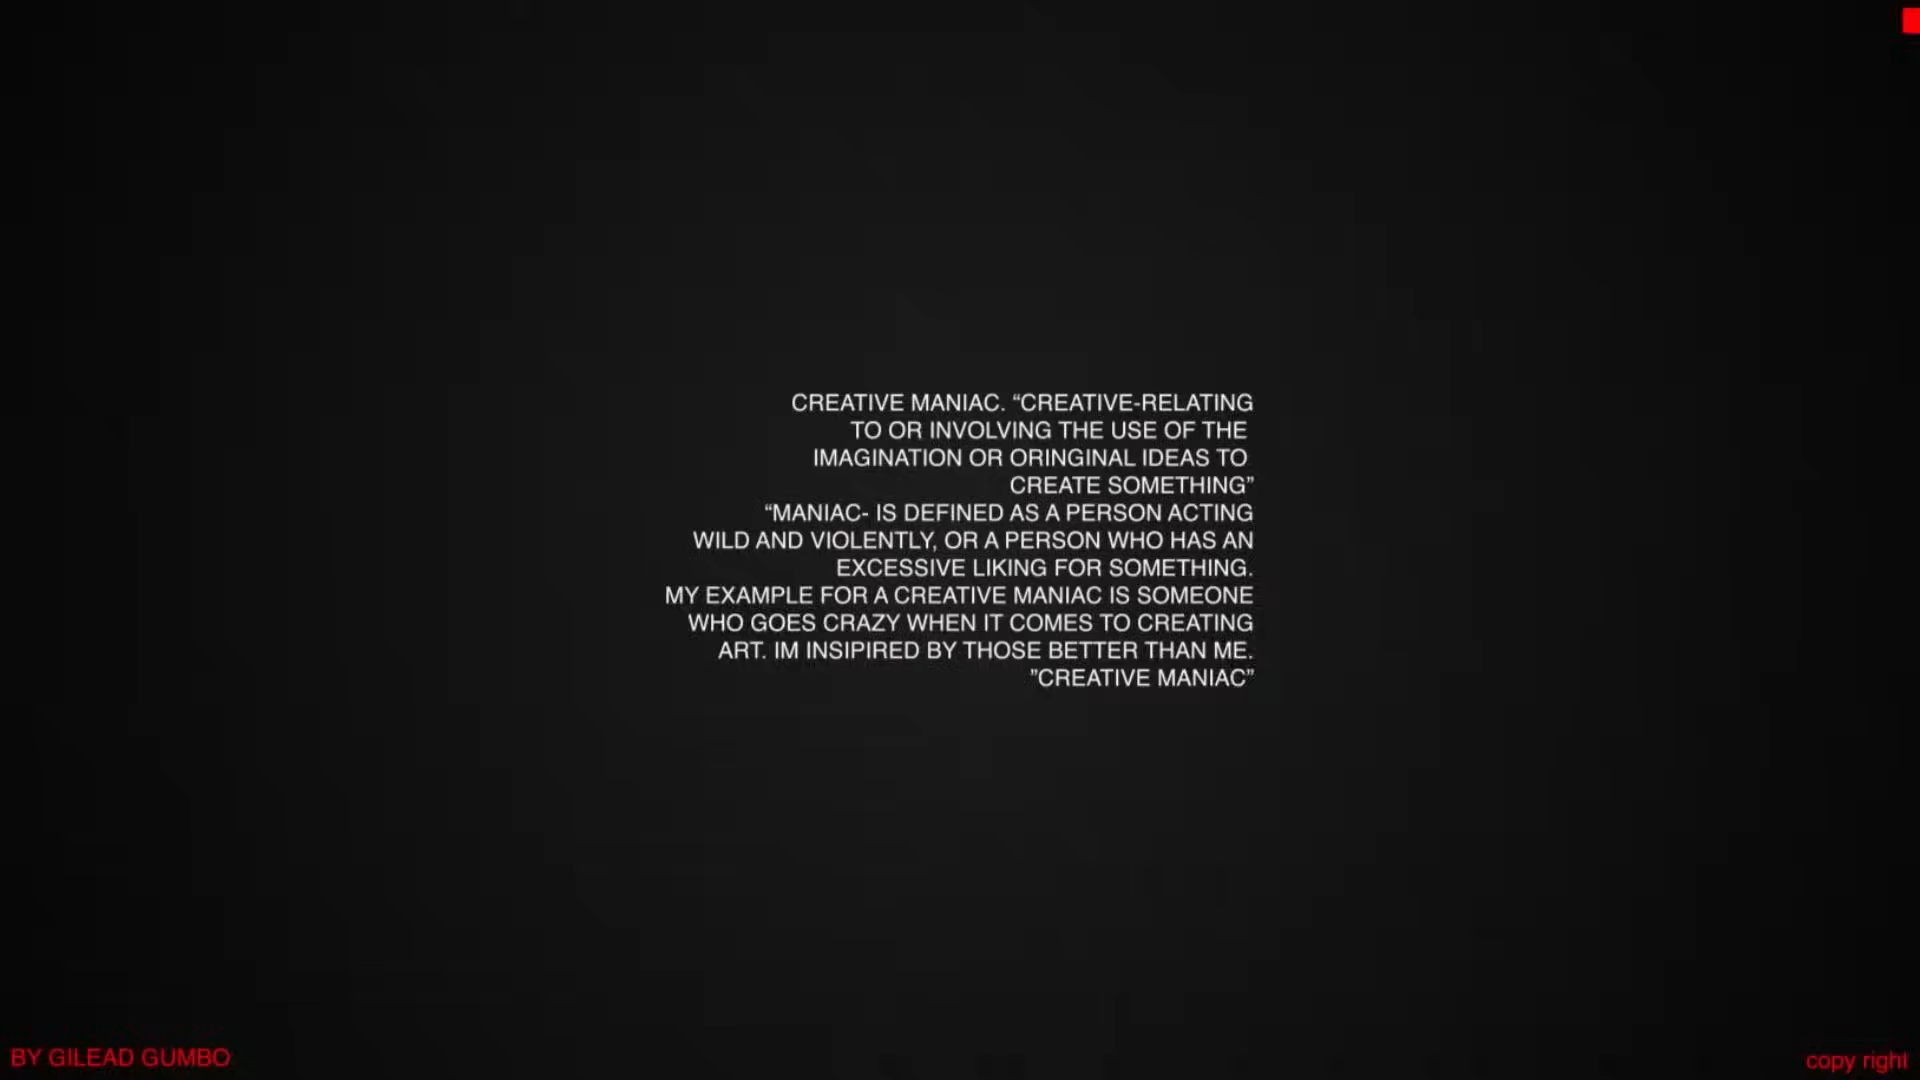 CREATIVE MANIAC. “CREATIVE-RELATING
TO OR INVOLVING THE USE OF THE
IMAGINATION OR ORINGINAL IDEAS TO
CREATE SOMETHING”
“MANIAC- IS DEFINED AS A PERSON ACTING
WILD AND VIOLENTLY, OR A PERSON WHO HAS AN
EXCESSIVE LIKING FOR SOMETHING.
MY EXAMPLE FOR A CREATIVE MANIAC IS SOMEONE
WHO GOES CRAZY WHEN IT COMES TO CREATING
ART. IM INSIPIRED BY THOSE BETTER THAN ME.
”CREATIVE MANIAC”
BY GILEAD GUMBO
copy right